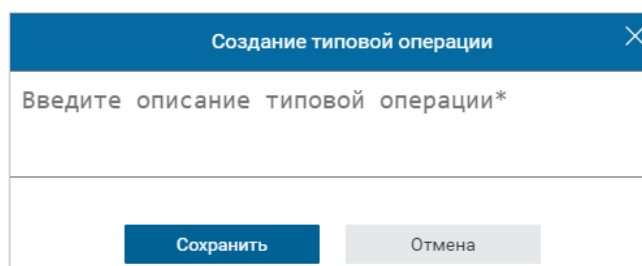 Создание типовой операции
Введите описание типовой операции*
Сохранить
Отмена